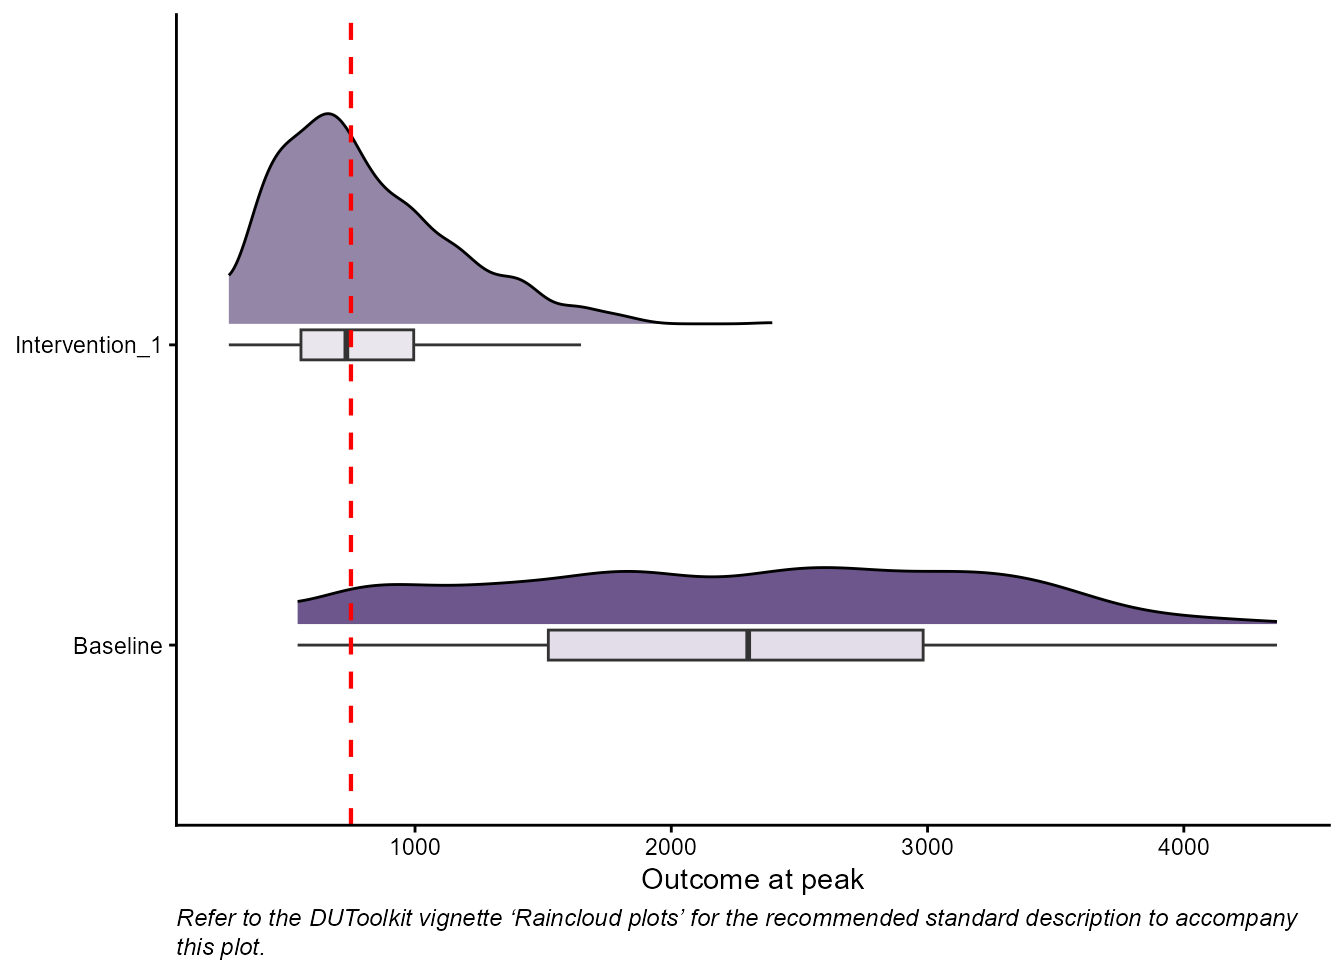 Intervention_1
Baseline
1000 2000 3000 4000
Outcome at peak
Refer to the DUToolkit vignette ‘Raincloud plots’ for the recommended standard description to accompany
this plot.